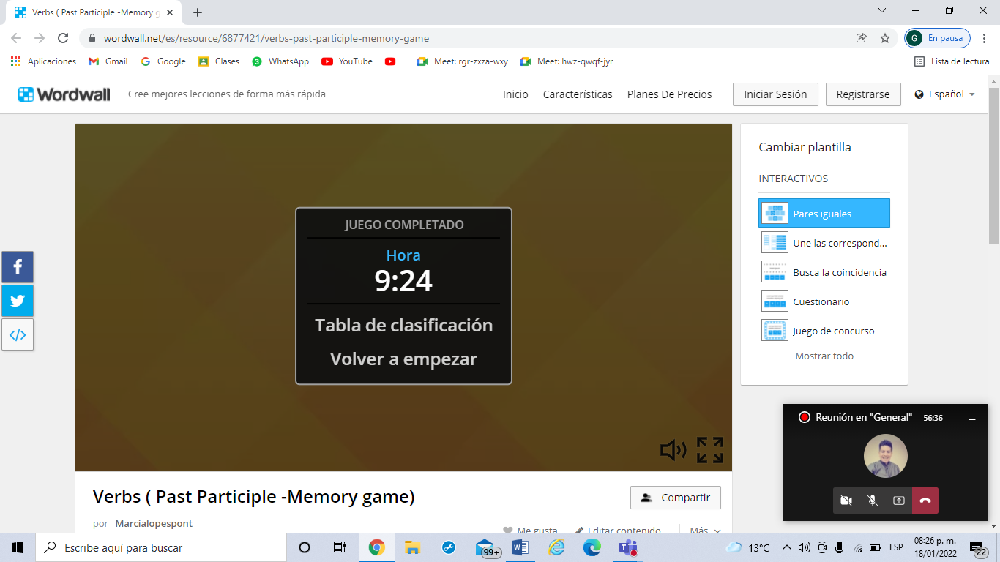 Verbs ( Past Participle -Memory g
wordwall.net/es/resource/6877421/verbs-past-participle-memory-game
G En pausa
Aplicaciones Gmail Google Clases 3 WhatsApp YouTube Meet: rgr-zxza-wxy Meet: hwz-qwqf-jyr Lista de lectura
Wordwall Cree mejores lecciones de forma más rápida Inicio Características Planes De Precios Iniciar Sesión Registrarse Español
JUEGO COMPLETADO
Hora
9:24
Tabla de clasificación
Volver a empezar
Cambiar plantilla
INTERACTIVOS
Pares iguales
Une las correspond...
Busca la coincidencia
Cuestionario
Juego de concurso
Mostrar todo
Reunión en "General" 56:36
Verbs ( Past Participle -Memory game)
Compartir
por Marcialopespont
Me gusta Editar contenido Más
Escribe aquí para buscar
99+
13°C
ESP
08:26 p. m.
18/01/2022
22